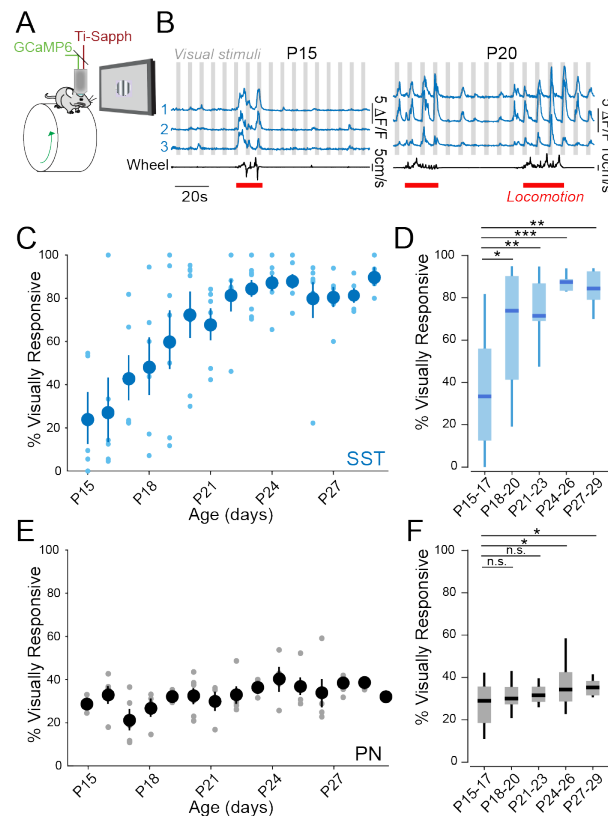 A
Ti-Sapph
GCaMP6
B
Visual stimuli
P15
P20
1
2
3
Wheel
20s
5 ΔF/F
5cm/s
5 ΔF/F
10cm/s
Locomotion
C
% Visually Responsive
100
80
60
40
20
0
SST
P15
P18
P21
P24
P27
Age (days)
D
**
***
**
*
% Visually Responsive
100
80
60
40
20
0
P15-17
P18-20
P21-23
P24-26
P27-29
E
% Visually Responsive
100
80
60
40
20
0
PN
P15
P18
P21
P24
P27
Age (days)
F
*
*
n.s.
n.s.
% Visually Responsive
100
80
60
40
20
0
P15-17
P18-20
P21-23
P24-26
P27-29